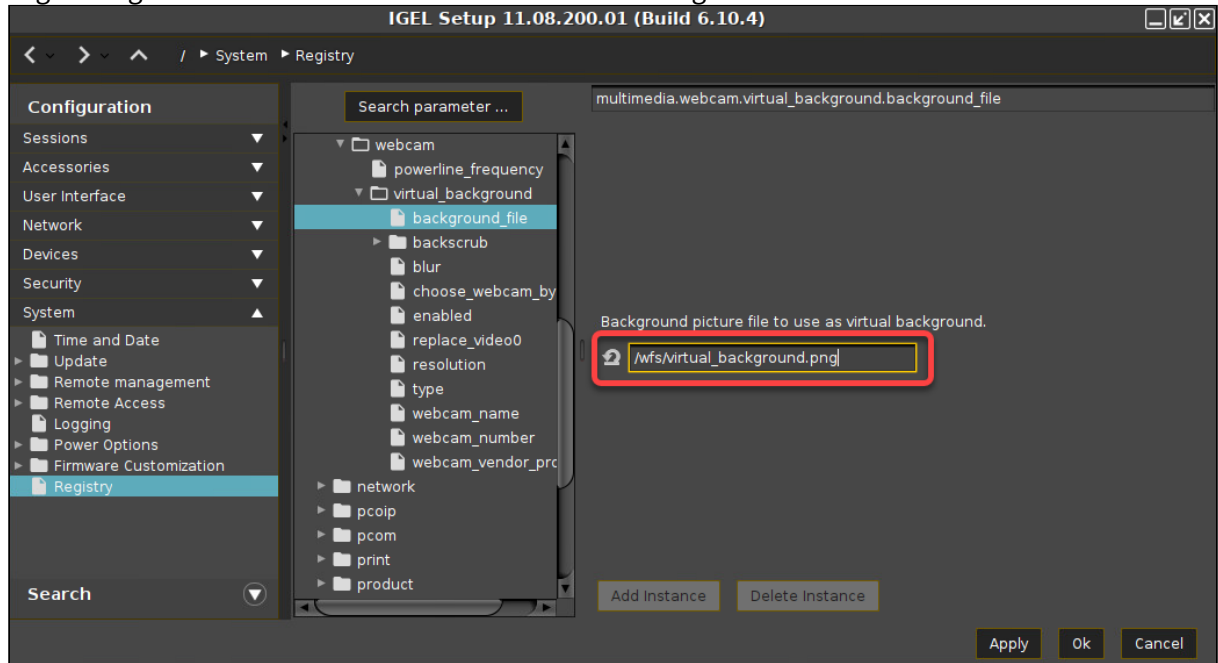 IGEL Setup 11.08.200.01 (Build 6.10.4)
/ System Registry
Configuration
Sessions
Accessories
User Interface
Network
Devices
Security
System
Time and Date
Update
Remote management
Remote Access
Logging
Power Options
Firmware Customization
Registry
Search
Search parameter ...
webcam
powerline_frequency
virtual_background
background_file
backscrub
blur
choose_webcam_by
enabled
replace_video0
resolution
type
webcam_name
webcam_number
webcam_vendor_prc
network
pcoip
pcom
print
product
multimedia.webcam.virtual_background.background_file
Background picture file to use as virtual background.
/wfs/virtual_background.png
Add Instance Delete Instance
Apply Ok Cancel